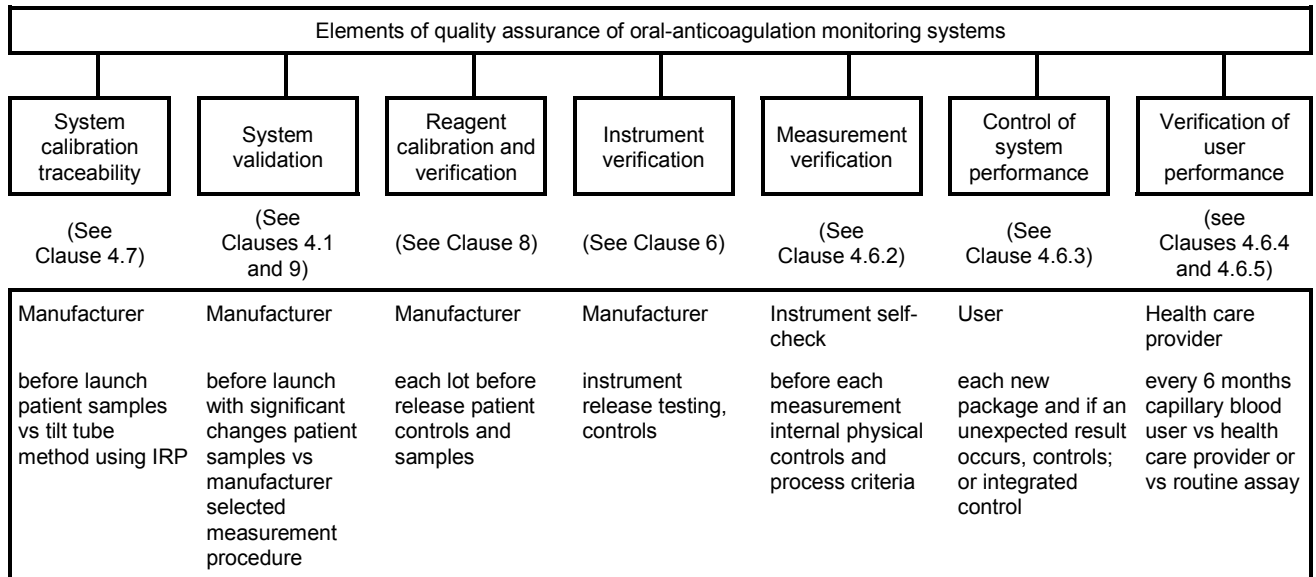 Elements of quality assurance of oral-anticoagulation monitoring systems
System
calibration
traceability
System
validation
Reagent
calibration and
verification
Instrument
verification
Measurement
verification
Control of
system
performance
Verification of
user
performance
(See
Clause 4.7)
(See
Clauses 4.1
and 9)
(See Clause 8)
(See Clause 6)
(See
Clause 4.6.2)
(See
Clause 4.6.3)
(see
Clauses 4.6.4
and 4.6.5)
Manufacturer
before launch
patient samples
vs tilt tube
method using IRP
Manufacturer
before launch
with significant
changes patient
samples vs
manufacturer
selected
measurement
procedure
Manufacturer
each lot before
release patient
controls and
samples
Manufacturer
instrument
release testing,
controls
Instrument self-
check
before each
measurement
internal physical
controls and
process criteria
User
each new
package and if an
unexpected result
occurs, controls;
or integrated
control
Health care
provider
every 6 months
capillary blood
user vs health
care provider or
vs routine assay